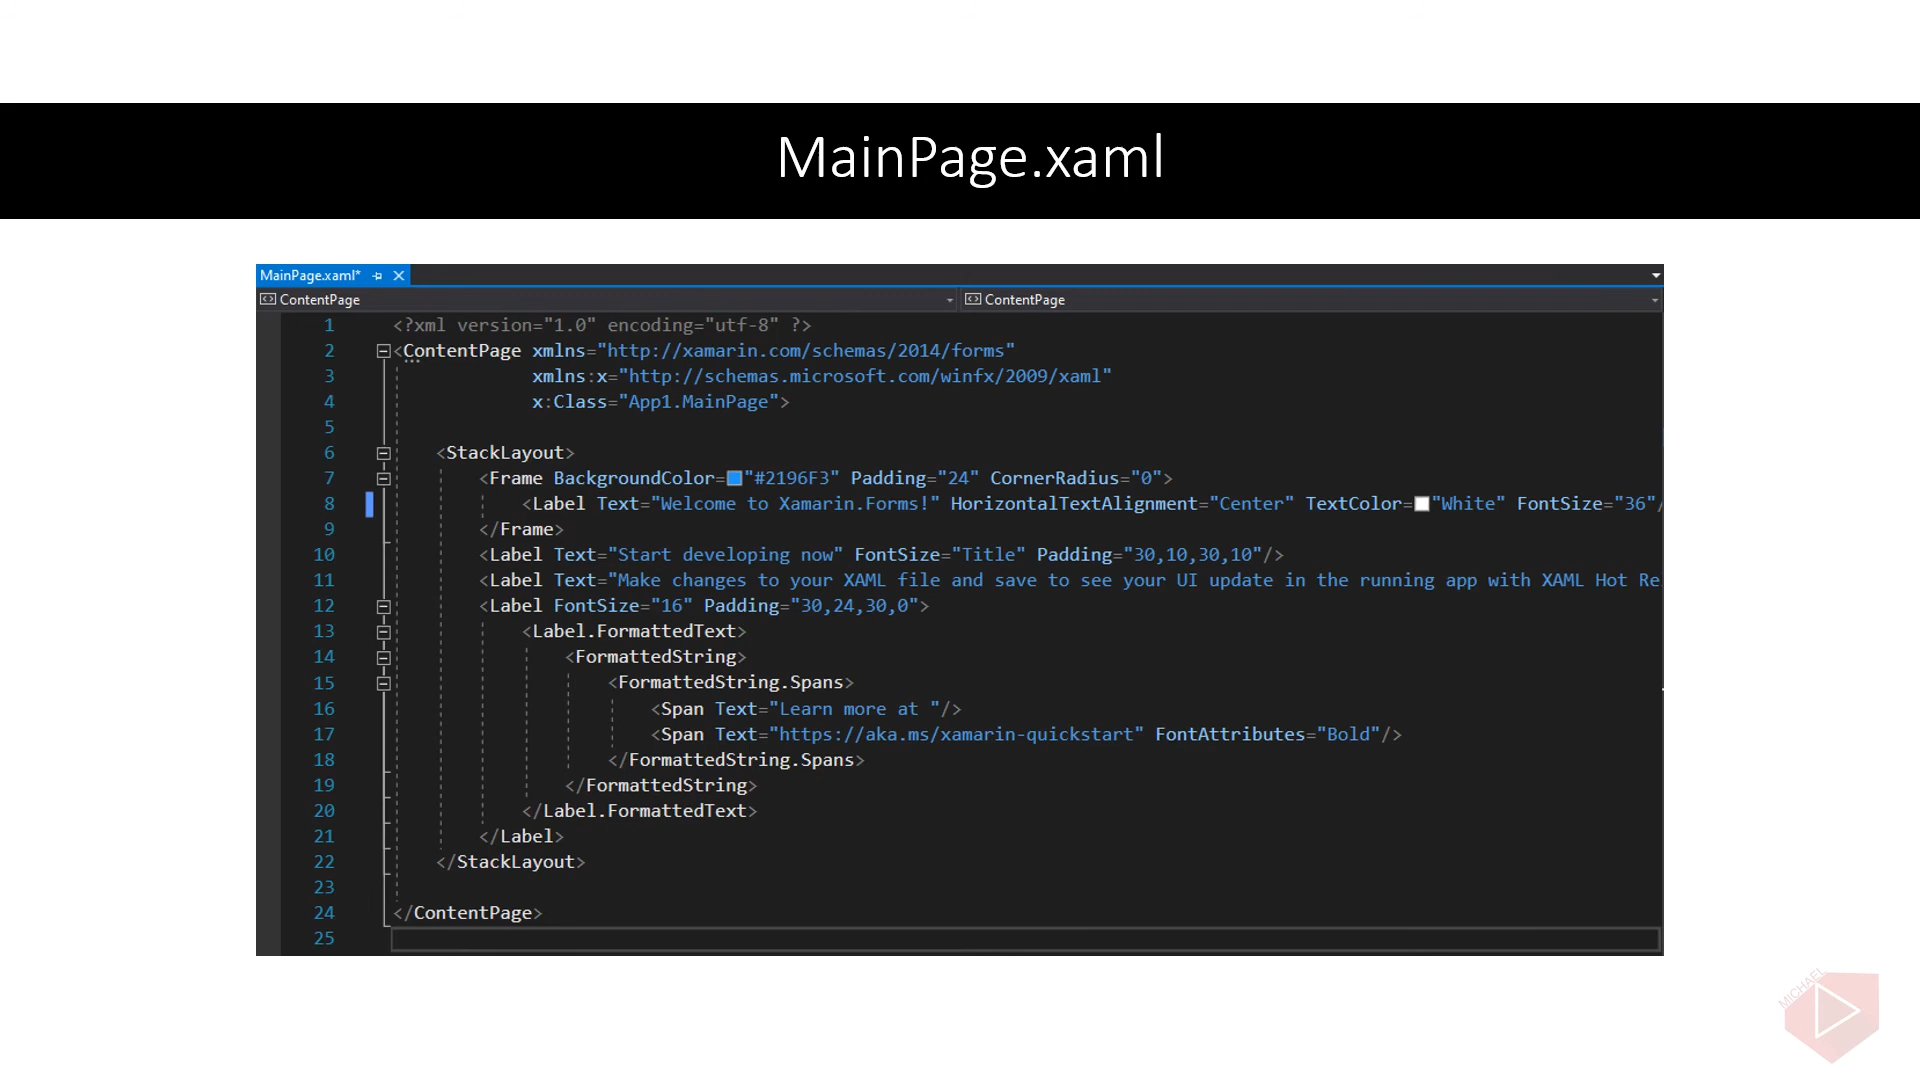 MainPage.xaml
MainPage.xaml*
ContentPage ContentPage
1 <?xml version="1.0" encoding="utf-8" ?>
2 <ContentPage xmlns="http://xamarin.com/schemas/2014/forms"
3 xmlns:x="http://schemas.microsoft.com/winfx/2009/xaml"
4 x:Class="App1.MainPage">
5
6 <StackLayout>
7 <Frame BackgroundColor="#2196F3" Padding="24" CornerRadius="0">
8 <Label Text="Welcome to Xamarin.Forms!" HorizontalTextAlignment="Center" TextColor="White" FontSize="36"/
9 </Frame>
10 <Label Text="Start developing now" FontSize="Title" Padding="30,10,30,10"/>
11 <Label Text="Make changes to your XAML file and save to see your UI update in the running app with XAML Hot Re
12 <Label FontSize="16" Padding="30,24,30,0">
13 <Label.FormattedText>
14 <FormattedString>
15 <FormattedString.Spans>
16 <Span Text="Learn more at "/>
17 <Span Text="https://aka.ms/xamarin-quickstart" FontAttributes="Bold"/>
18 </FormattedString.Spans>
19 </FormattedString>
20 </Label.FormattedText>
21 </Label>
22 </StackLayout>
23
24 </ContentPage>
25
MICHAEL